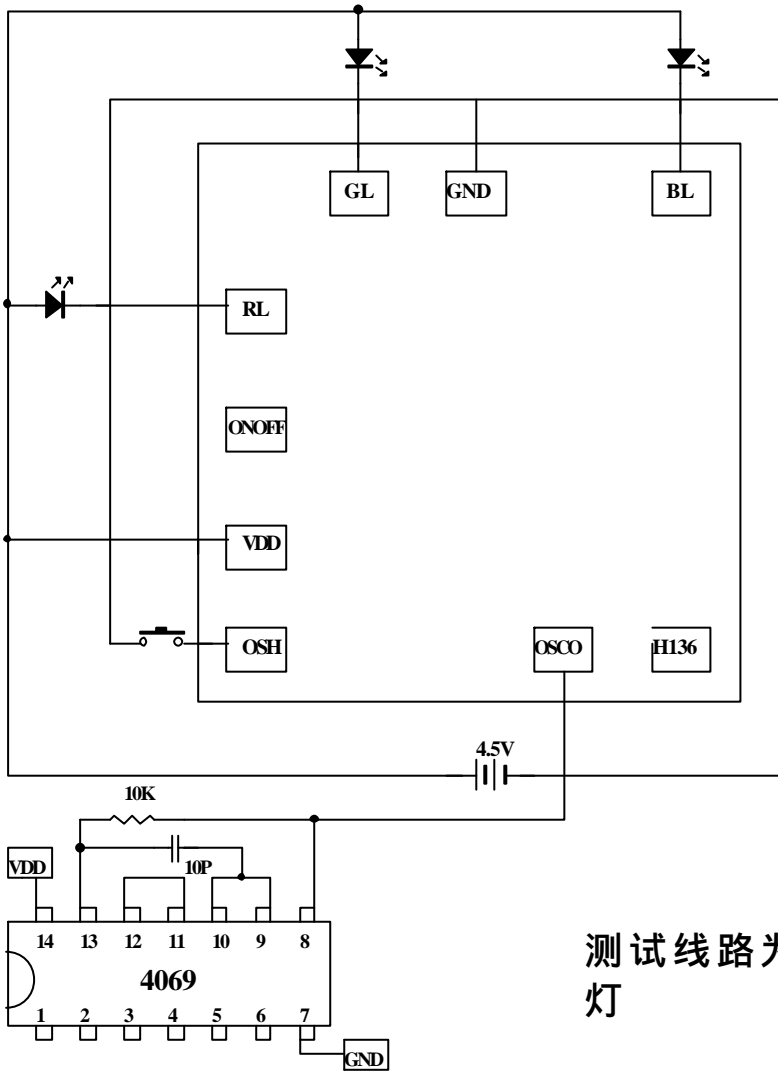 GL GND BL
RL
ONOFF
VDD
OSH OSCO H136
4.5V
10K
10P
VDD
14 13 12 11 10 9 8
4069
1 2 3 4 5 6 7
GND
测试线路为
灯